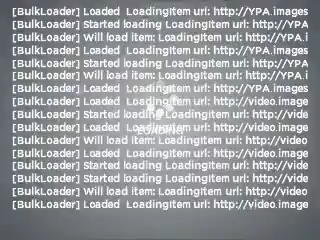 [BulkLoader] Loaded  LoadingItem url: http://YPA.images
[BulkLoader] Started loading LoadingItem url: http://YPA
[BulkLoader] Will load item: LoadingItem url: http://YPA.i
[BulkLoader] Loaded  LoadingItem url: http://YPA.images
[BulkLoader] Started loading LoadingItem url: http://YPA
[BulkLoader] Will load item: LoadingItem url: http://YPA.i
[BulkLoader] Loaded  LoadingItem url: http://YPA.images
[BulkLoader] Loaded  LoadingItem url: http://video.image
[BulkLoader] Started loading LoadingItem url: http://vide
[BulkLoader] Loaded  LoadingItem url: http://video.image
[BulkLoader] Will load item: LoadingItem url: http://video
[BulkLoader] Loaded  LoadingItem url: http://video.image
[BulkLoader] Started loading LoadingItem url: http://vide
[BulkLoader] Started loading LoadingItem url: http://vide
[BulkLoader] Will load item: LoadingItem url: http://video
[BulkLoader] Loaded  LoadingItem url: http://video.image